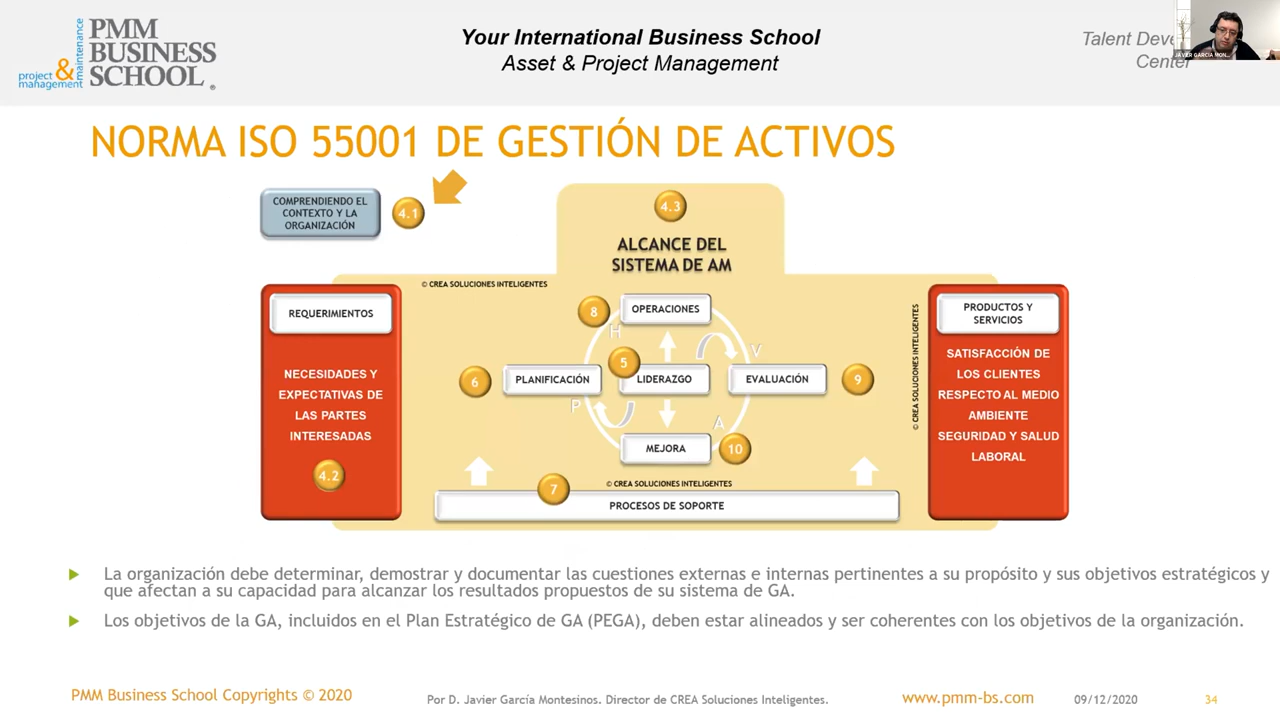 PMM
BUSINESS
SCHOOL®
project & management
maintenance
Your International Business School
Asset & Project Management
Talent Deve
Center
JAVIER GARCÍA MON...
NORMA ISO 55001 DE GESTIÓN DE ACTIVOS
COMPRENDIENDO EL
CONTEXTO Y LA
ORGANIZACIÓN
4.1
4.3
ALCANCE DEL
SISTEMA DE AM
© CREA SOLUCIONES INTELIGENTES
REQUERIMIENTOS
NECESIDADES Y
EXPECTATIVAS DE
LAS PARTES
INTERESADAS
4.2
8
OPERACIONES
H
V
5
6
PLANIFICACIÓN
LIDERAZGO
EVALUACIÓN
9
P
A
MEJORA
10
© CREA SOLUCIONES INTELIGENTES
7
PROCESOS DE SOPORTE
© CREA SOLUCIONES INTELIGENTES
PRODUCTOS Y
SERVICIOS
SATISFACCIÓN DE
LOS CLIENTES
RESPECTO AL MEDIO
AMBIENTE
SEGURIDAD Y SALUD
LABORAL
La organización debe determinar, demostrar y documentar las cuestiones externas e internas pertinentes a su propósito y sus objetivos estratégicos y
que afectan a su capacidad para alcanzar los resultados propuestos de su sistema de GA.
Los objetivos de la GA, incluidos en el Plan Estratégico de GA (PEGA), deben estar alineados y ser coherentes con los objetivos de la organización.
PMM Business School Copyrights © 2020
Por D. Javier García Montesinos. Director de CREA Soluciones Inteligentes.
www.pmm-bs.com
09/12/2020
34